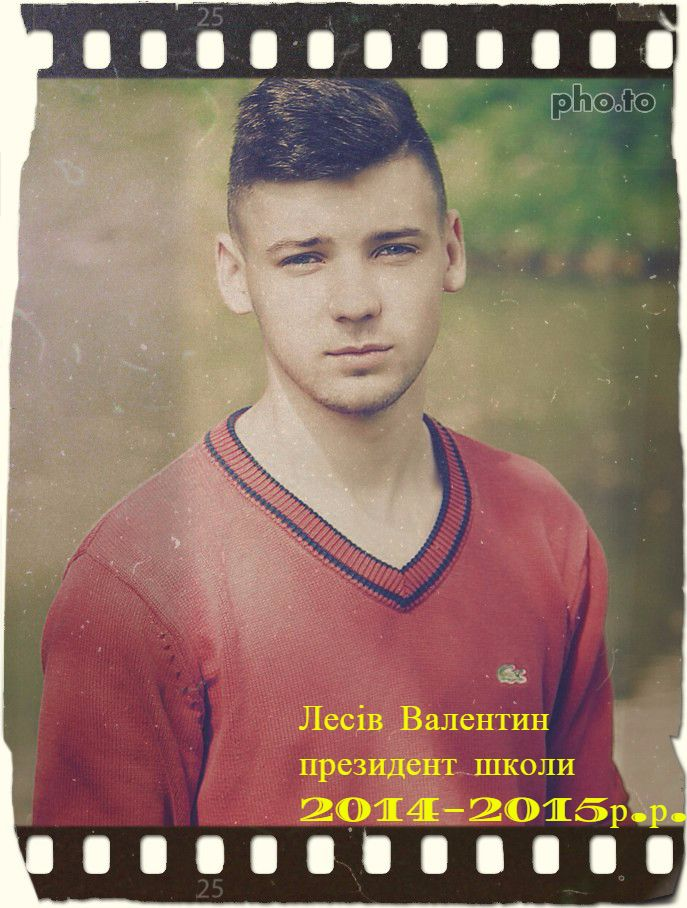 25
pho.to
Лесів Валентин
президент школи
2014-2015р.р.
25